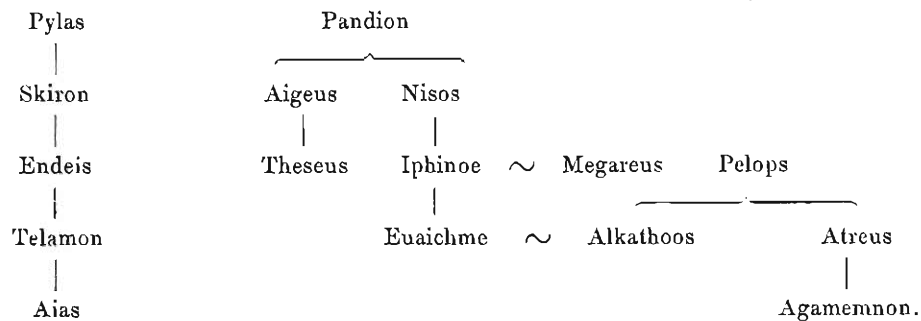 Pylas Pandion
Skiron Aigeus Nisos
Endeis Theseus Iphinoe ~ Megareus Pelops
Telamon Euaichme ~ Alkathoos Atreus
Aias Agamemnon.